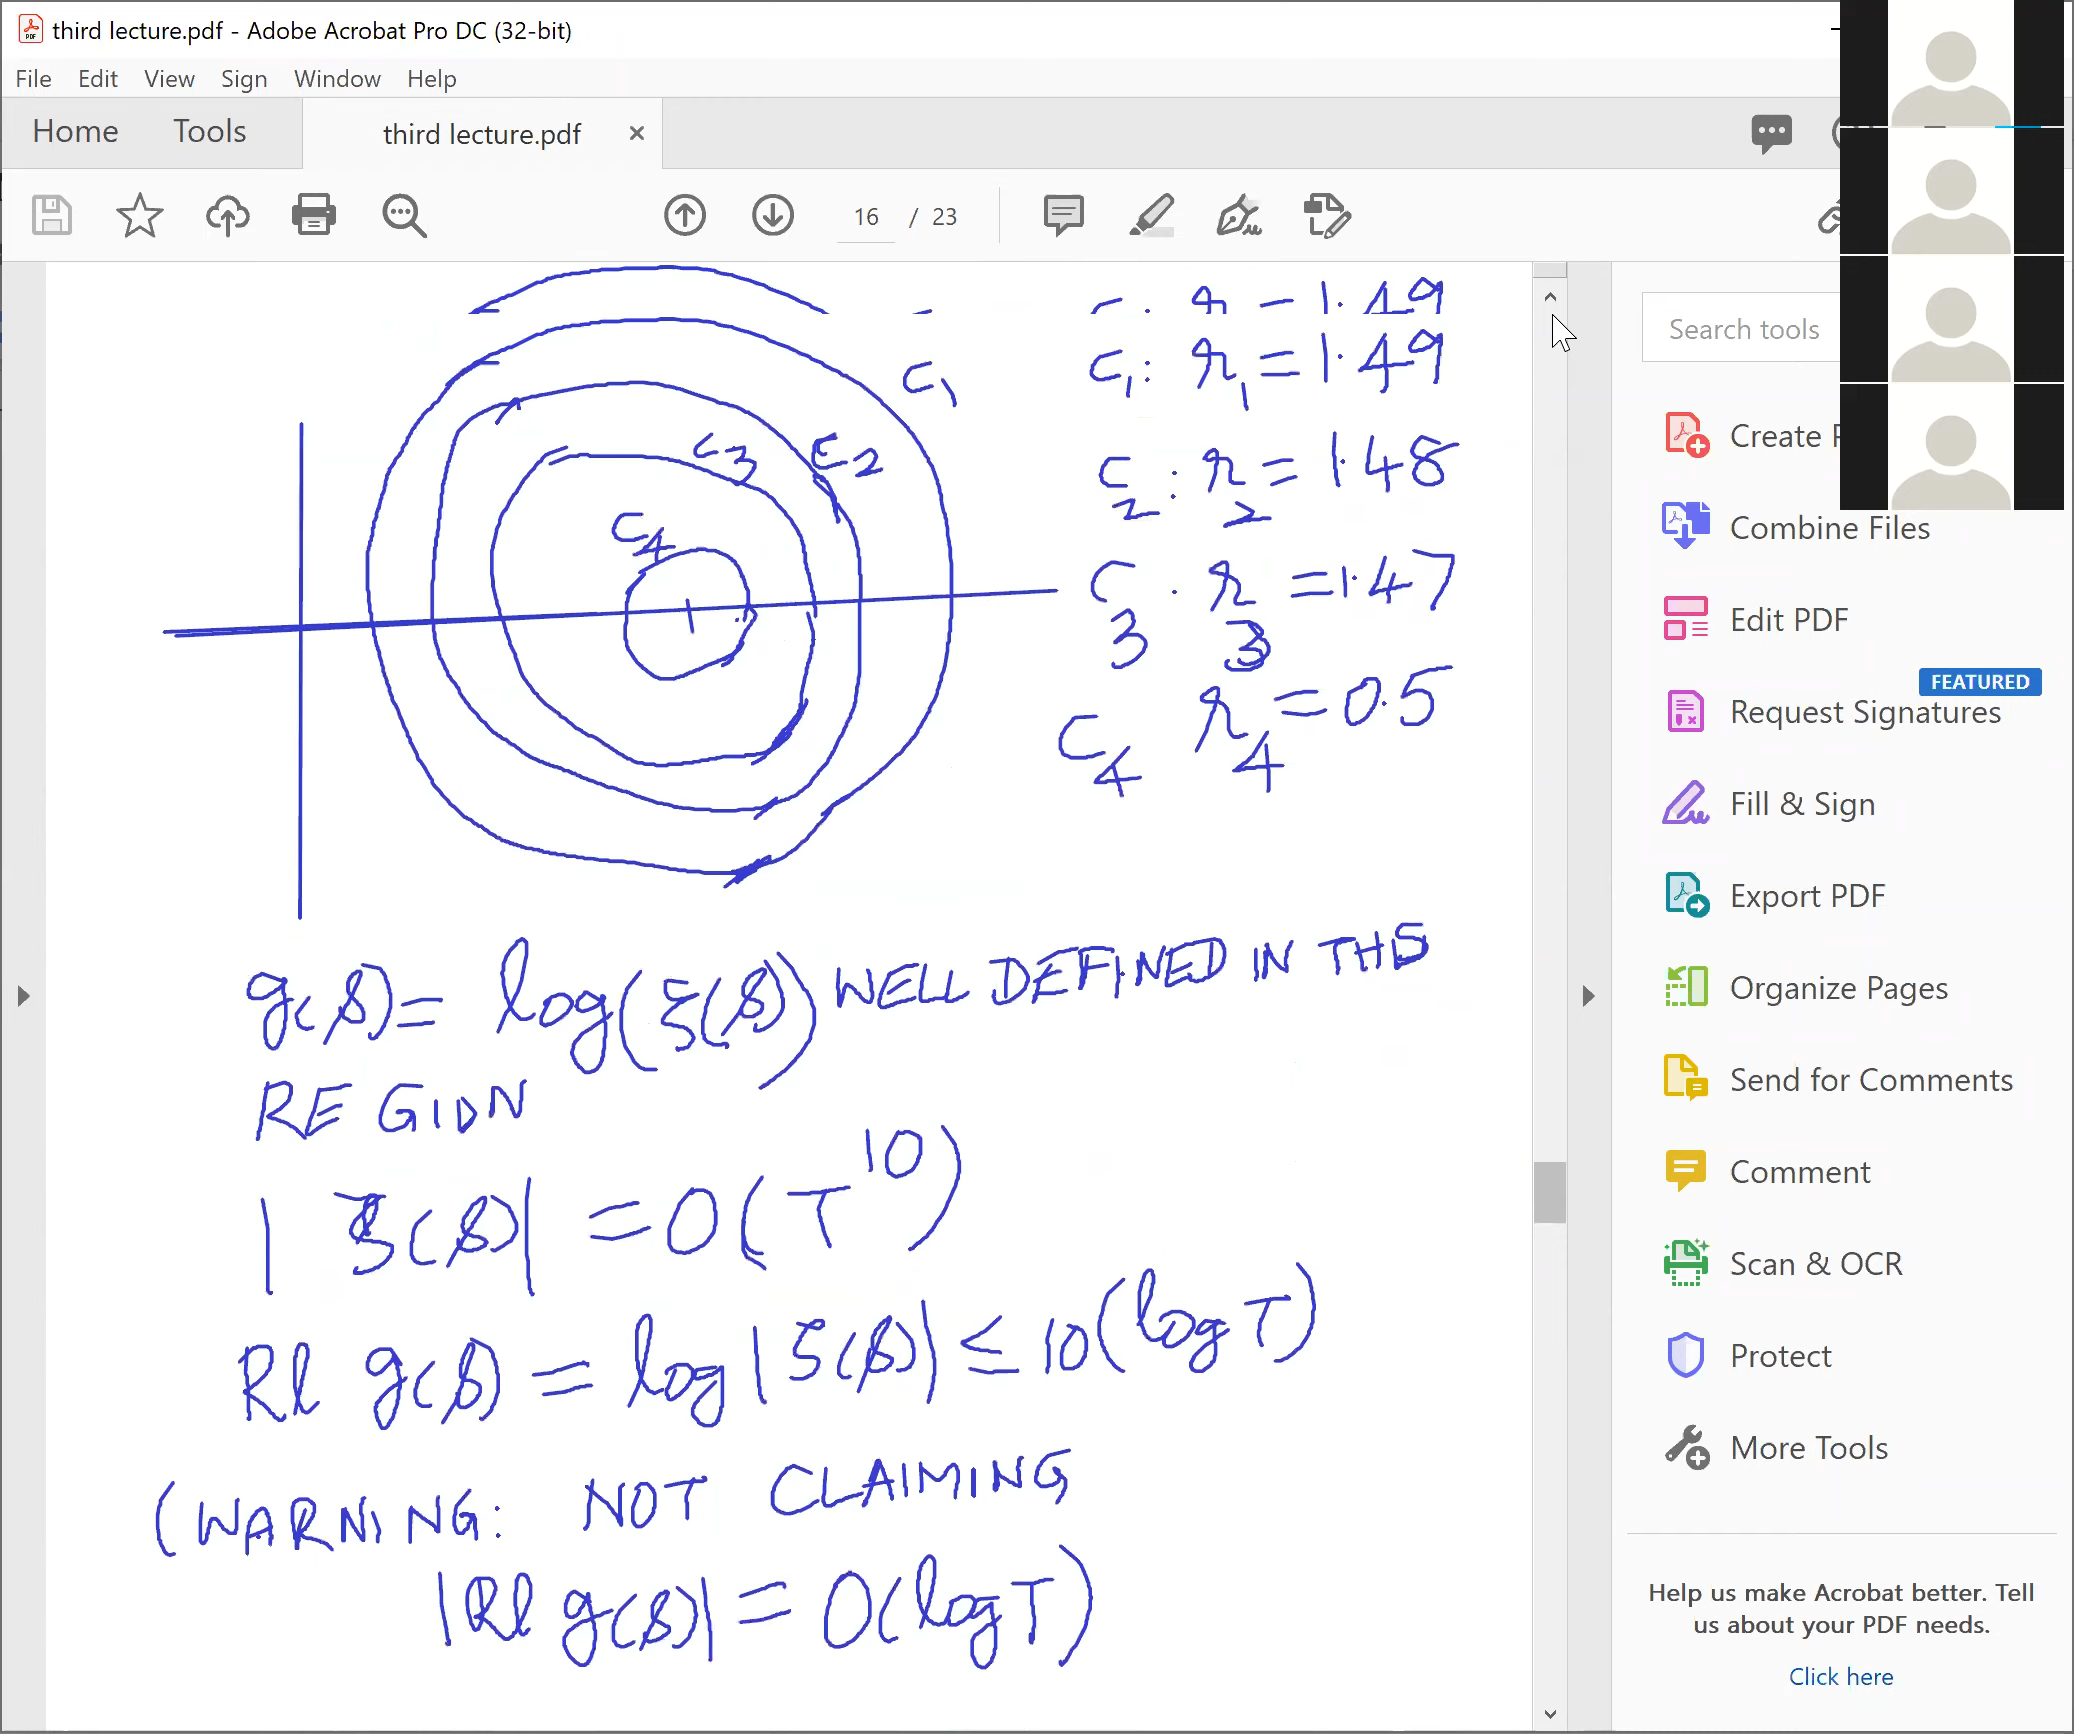 third lecture.pdf - Adobe Acrobat Pro DC (32-bit)
File Edit View Sign Window Help
Home Tools third lecture.pdf ×
16 / 23
Search tools
Create P
Combine Files
Edit PDF
FEATURED
Request Signatures
Fill & Sign
Export PDF
Organize Pages
Send for Comments
Comment
Scan & OCR
Protect
More Tools
Help us make Acrobat better. Tell
us about your PDF needs.
Click here
C₁
C₃ C₂
C₄
C₁: r₁ = 1.49
C₂: r₂ = 1.48
C₃ . r₃ = 1.47
C₄ r₄ = 0.5
g(s) = log(ζ(s)) WELL DEFINED IN THIS
REGION
|ζ(s)| = O(T¹⁰)
Rl g(s) = log|ζ(s)| ≤ 10(log T)
(WARNING: NOT CLAIMING
|Rl g(s)| = O(log T)